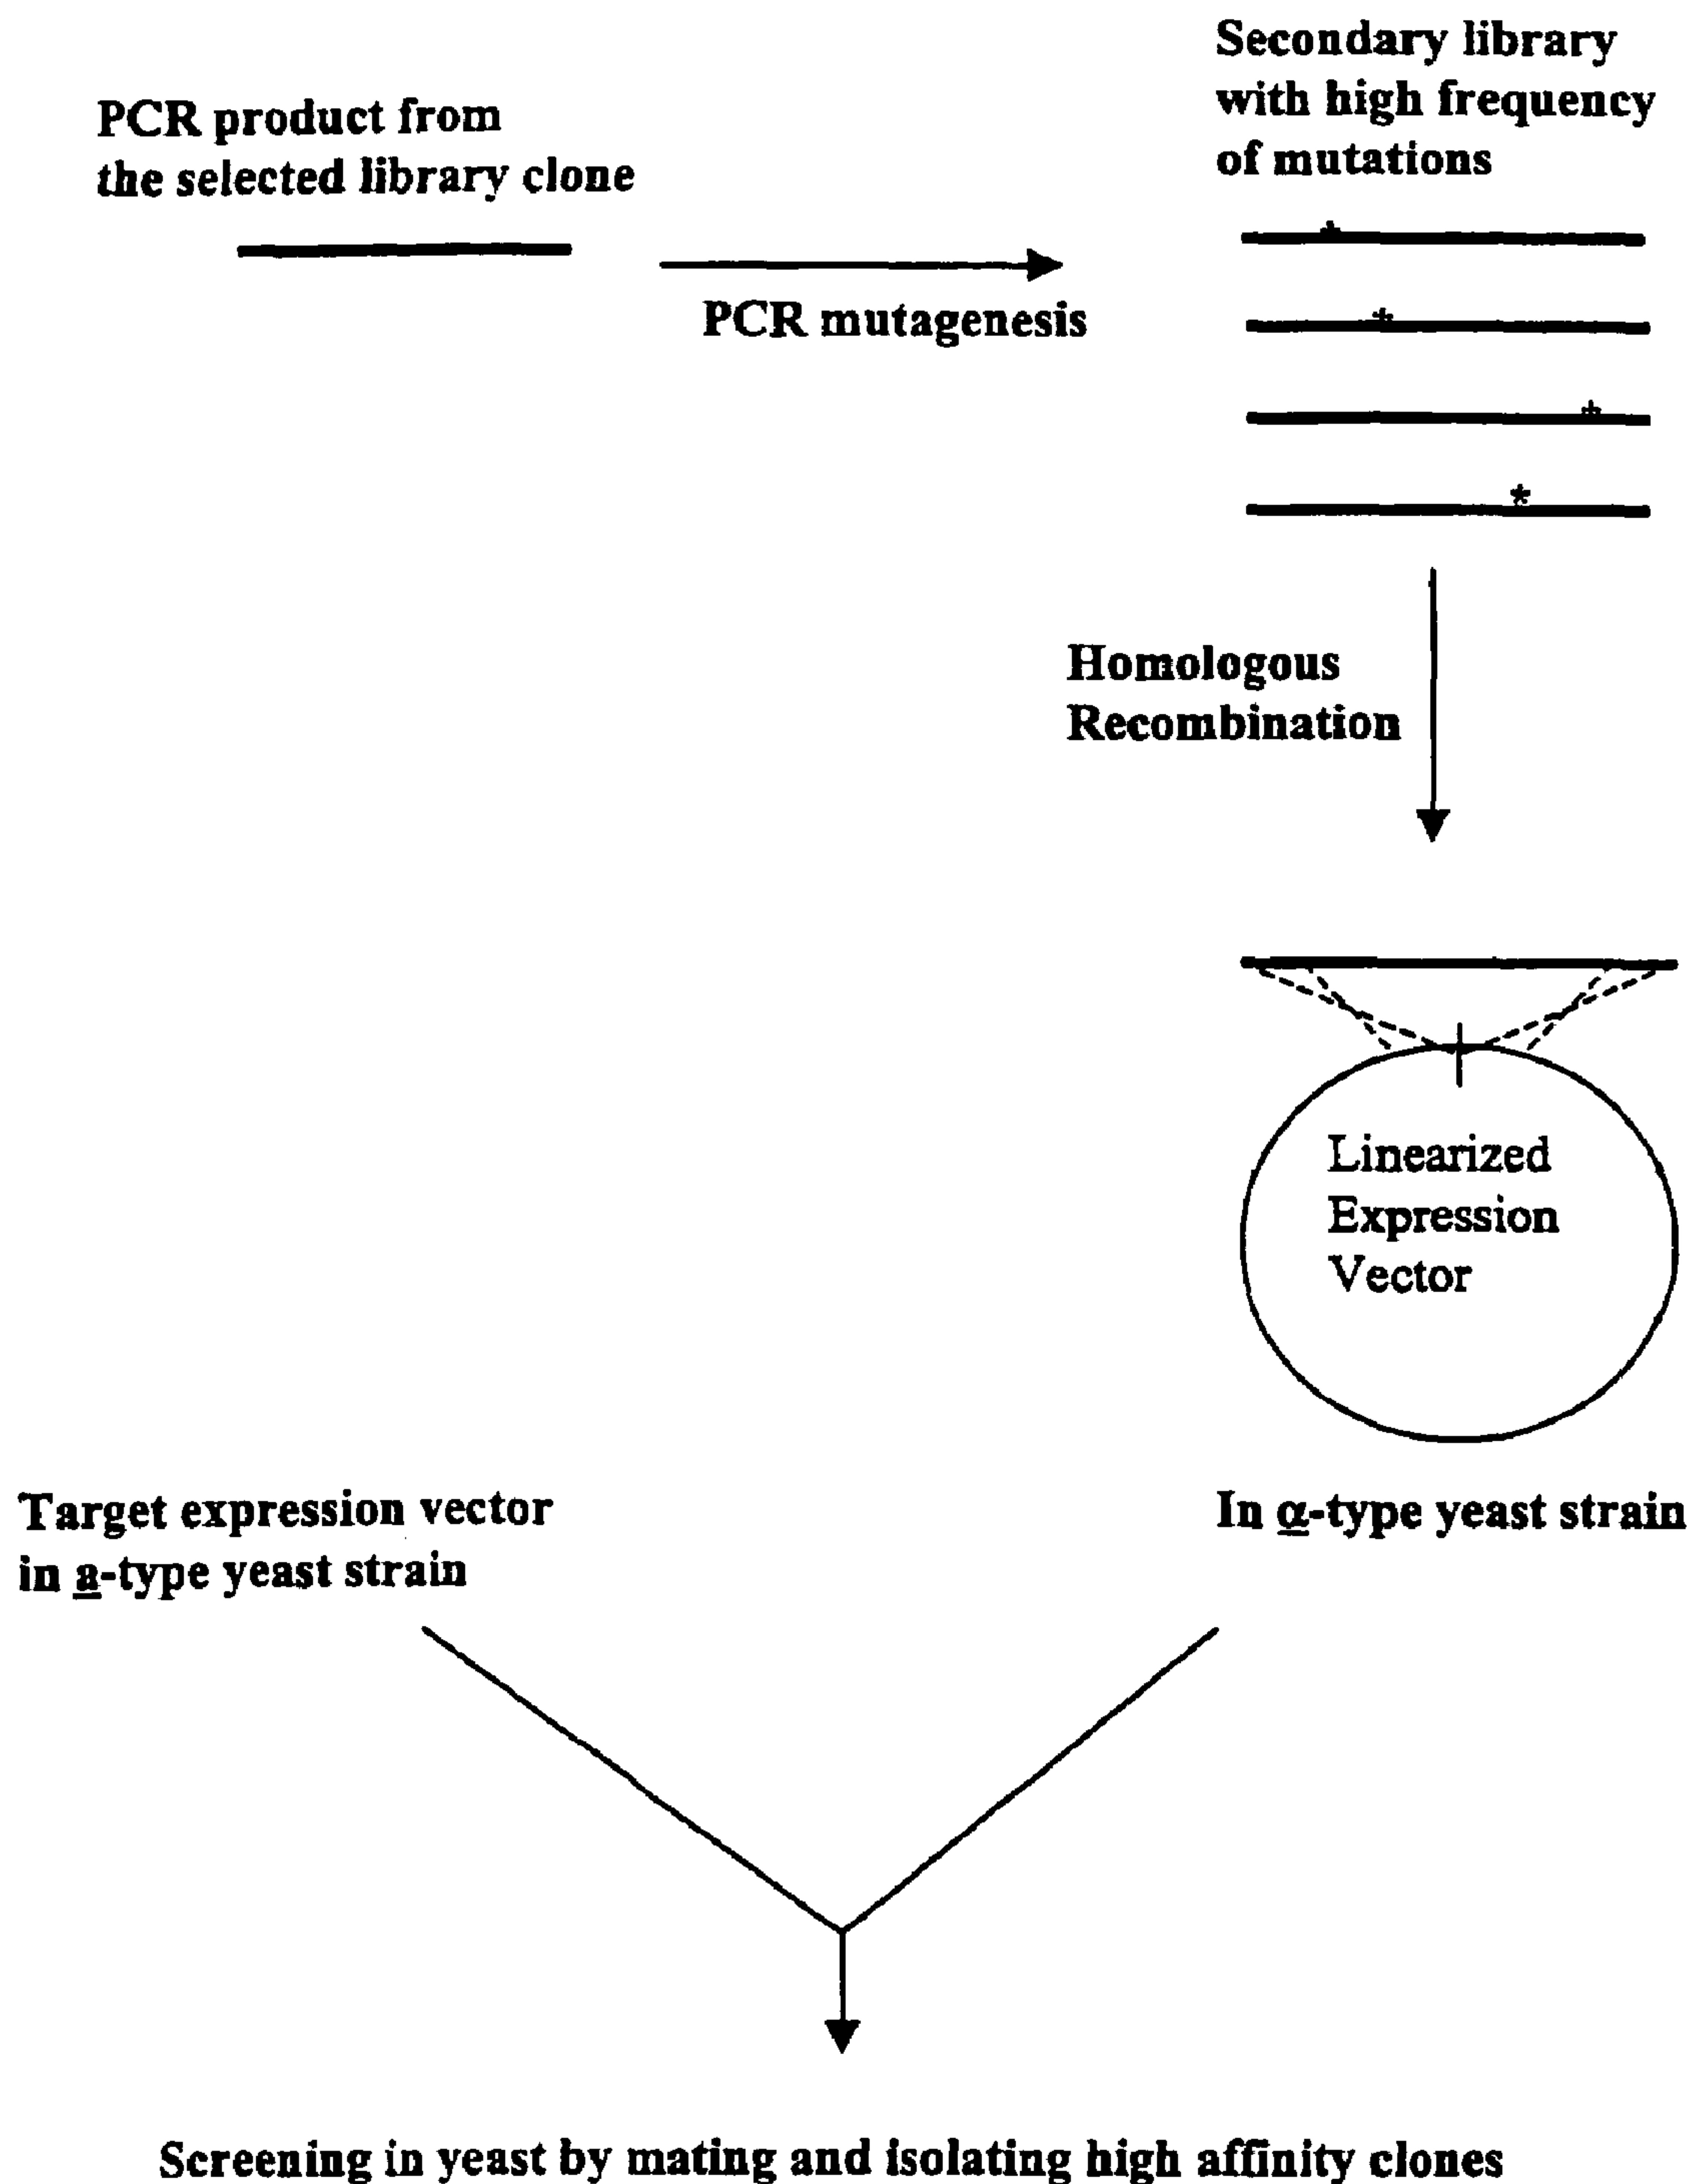 PCR product from
the selected library clone
PCR mutagenesis
Secondary library
with high frequency
of mutations
Homologous
Recombination
Linearized
Expression
Vector
In α-type yeast strain
Target expression vector
in a-type yeast strain
Screening in yeast by mating and isolating high affinity clones